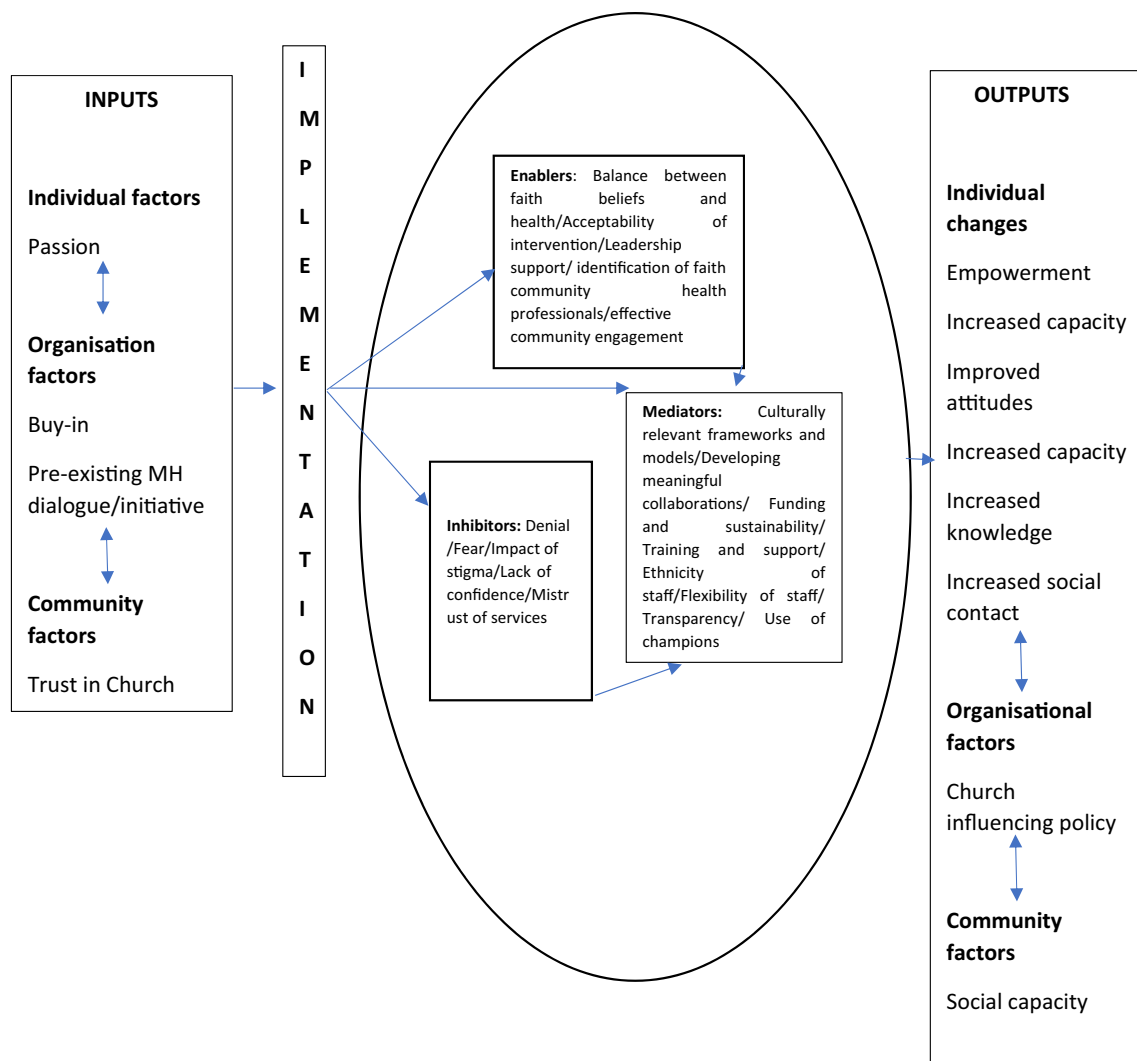 INPUTS
Individual factors
Passion
Organisation
factors
Buy-in
Pre-existing MH
dialogue/initiative
Community
factors
Trust in Church
I
M
P
L
E
M
E
N
T
A
T
I
O
N
Enablers: Balance between
faith beliefs and
health/Acceptability of
intervention/Leadership
support/ identification of faith
community health
professionals/effective
community engagement
Inhibitors: Denial
/Fear/Impact of
stigma/Lack of
confidence/Mistr
ust of services
Mediators: Culturally
relevant frameworks and
models/Developing
meaningful
collaborations/ Funding
and sustainability/
Training and support/
Ethnicity of
staff/Flexibility of staff/
Transparency/ Use of
champions
OUTPUTS
Individual
changes
Empowerment
Increased capacity
Improved
attitudes
Increased capacity
Increased
knowledge
Increased social
contact
Organisational
factors
Church
influencing policy
Community
factors
Social capacity